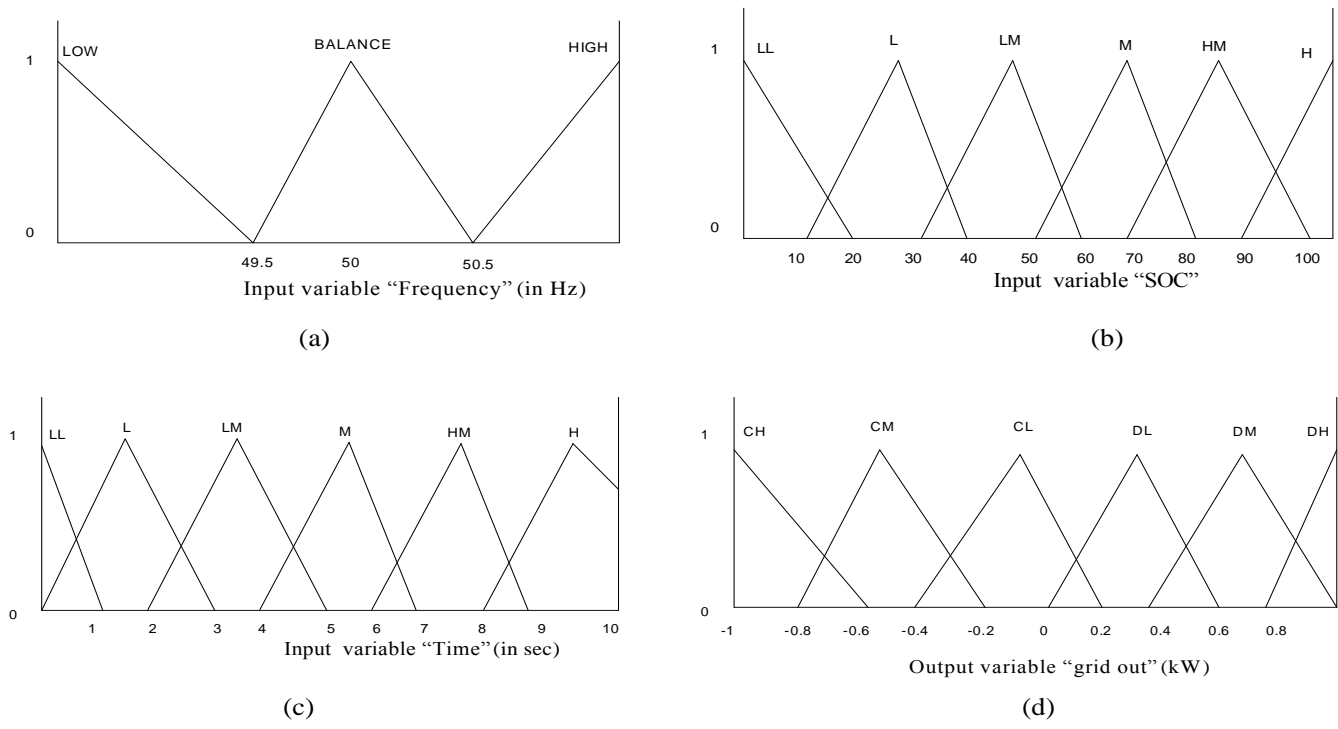 LOW
BALANCE
HIGH
1
0
49.5 50 50.5
Input variable “Frequency” (in Hz)
(a)
LL L LM M HM H
1
0
10 20 30 40 50 60 70 80 90 100
Input variable “SOC”
(b)
LL L LM M HM H
1
0
1 2 3 4 5 6 7 8 9 10
Input variable “Time” (in sec)
(c)
CH CM CL DL DM DH
1
0
-1 -0.8 -0.6 -0.4 -0.2 0 0.2 0.4 0.6 0.8
Output variable “grid out” (kW)
(d)